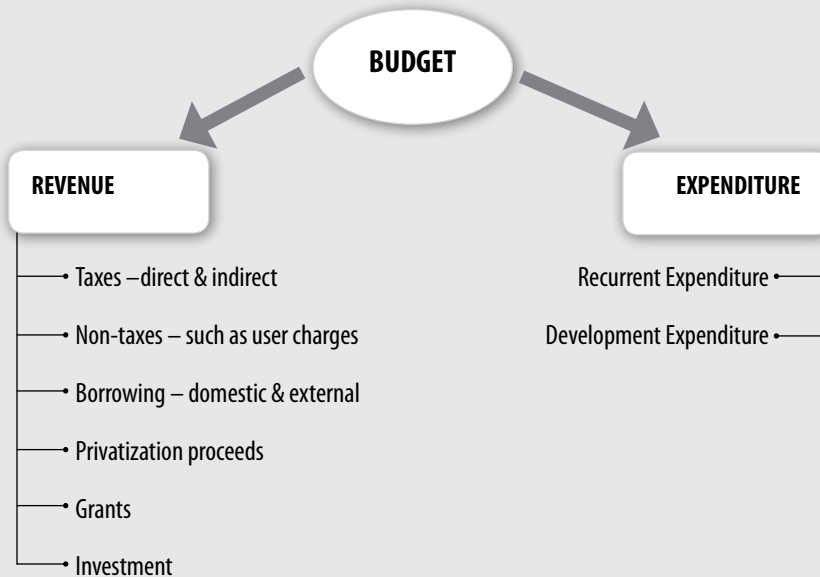 BUDGET
REVENUE
Taxes –direct & indirect
Non-taxes – such as user charges
Borrowing – domestic & external
Privatization proceeds
Grants
Investment
EXPENDITURE
Recurrent Expenditure
Development Expenditure